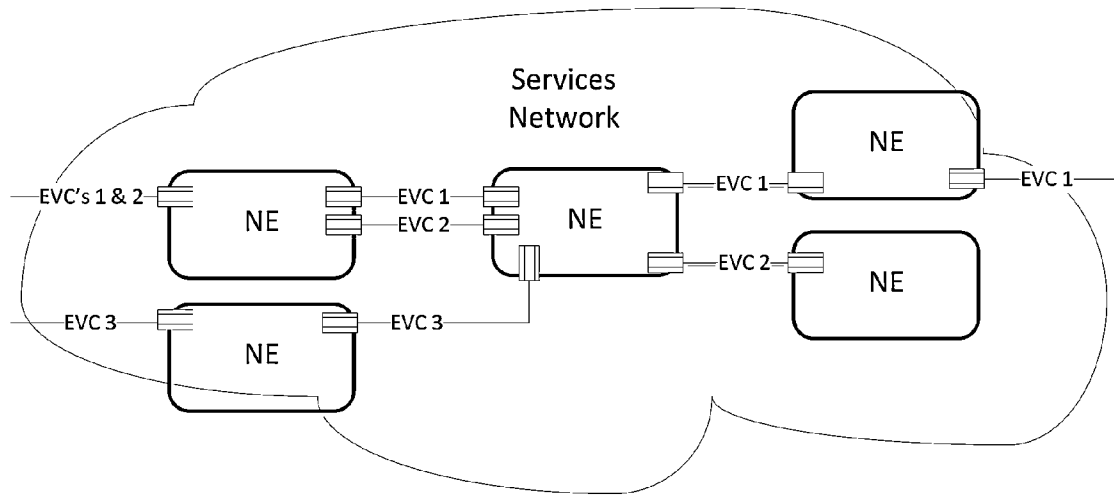 Services
Network
NE
EVC's 1 & 2
EVC 1
EVC 1
EVC 1
NE
EVC 2
NE
EVC 2
NE
EVC 3
EVC 3
NE